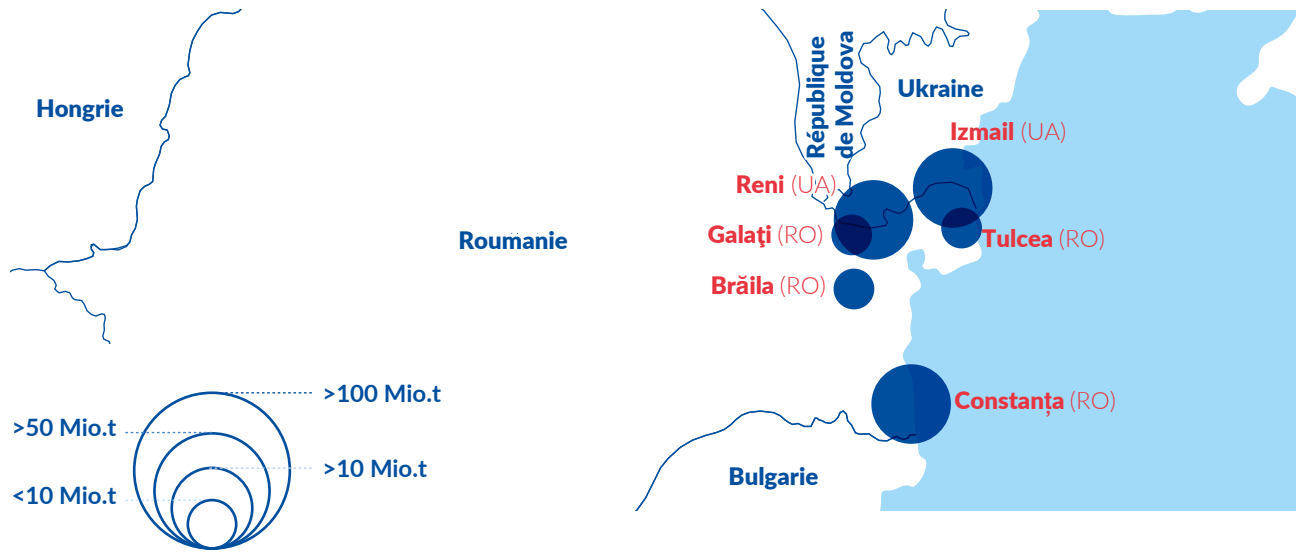 Hongrie
République
de Moldova
Ukraine
Izmail (UA)
Reni (UA)
Galaţi (RO)
Tulcea (RO)
Roumanie
Brăila (RO)
>100 Mio.t
>50 Mio.t
>10 Mio.t
<10 Mio.t
Constanța (RO)
Bulgarie